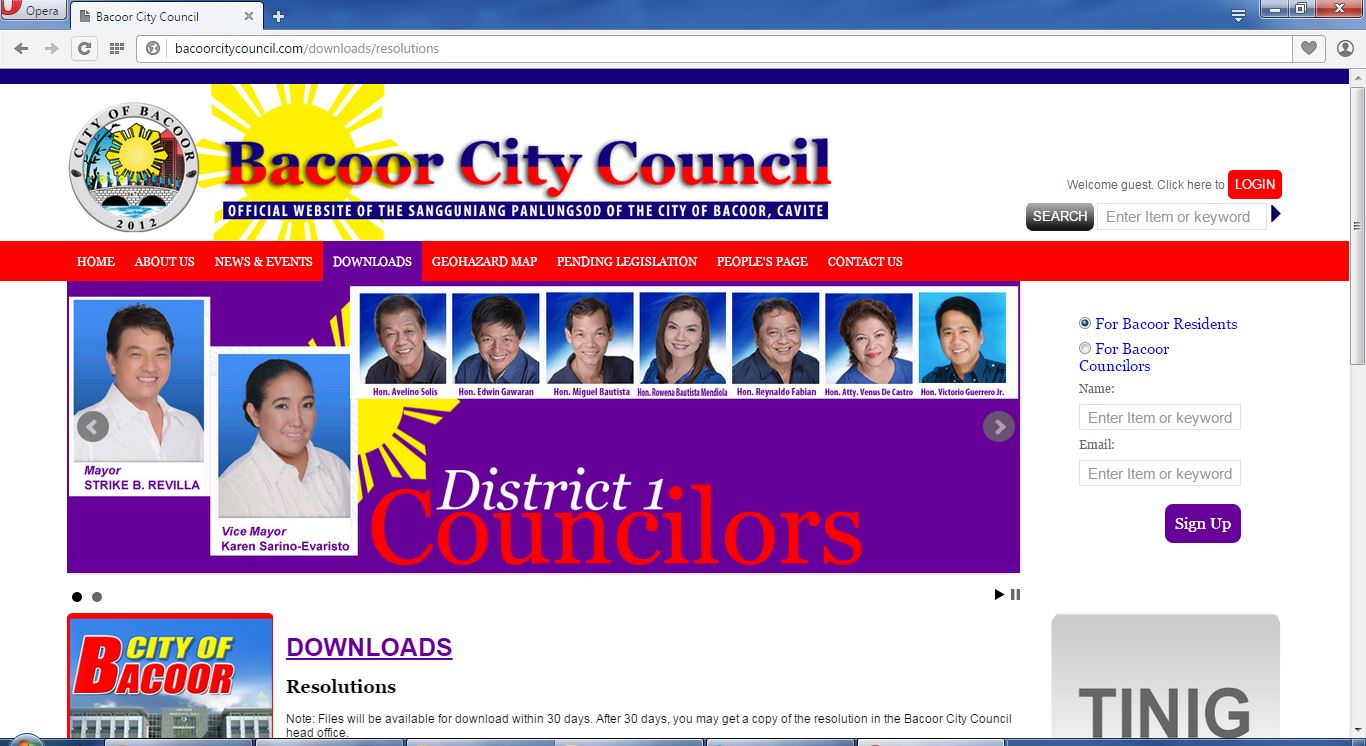 Opera
Bacoor City Council
bacoorcitycouncil.com/downloads/resolutions
CITY OF BACOOR
2012
Bacoor City Council
OFFICIAL WEBSITE OF THE SANGGUNIANG PANLUNGSOD OF THE CITY OF BACOOR, CAVITE
Welcome guest. Click here to LOGIN
SEARCH Enter Item or keyword
HOME ABOUT US NEWS & EVENTS DOWNLOADS GEOHAZARD MAP PENDING LEGISLATION PEOPLE'S PAGE CONTACT US
Hon. Avelino Solis Hon. Edwin Gawaran Hon. Miguel Bautista Hon. Rowena Bautista Mendiola Hon. Reynaldo Fabian Hon. Atty. Venus De Castro Hon. Victorio Guerrero Jr.
Mayor
STRIKE B. REVILLA
Vice Mayor
Karen Sarino-Evaristo
District 1
Councilors
For Bacoor Residents
For Bacoor
Councilors
Name:
Enter Item or keyword
Email:
Enter Item or keyword
Sign Up
CITY OF
BACOOR
DOWNLOADS
Resolutions
Note: Files will be available for download within 30 days. After 30 days, you may get a copy of the resolution in the Bacoor City Council
head office.
TINIG